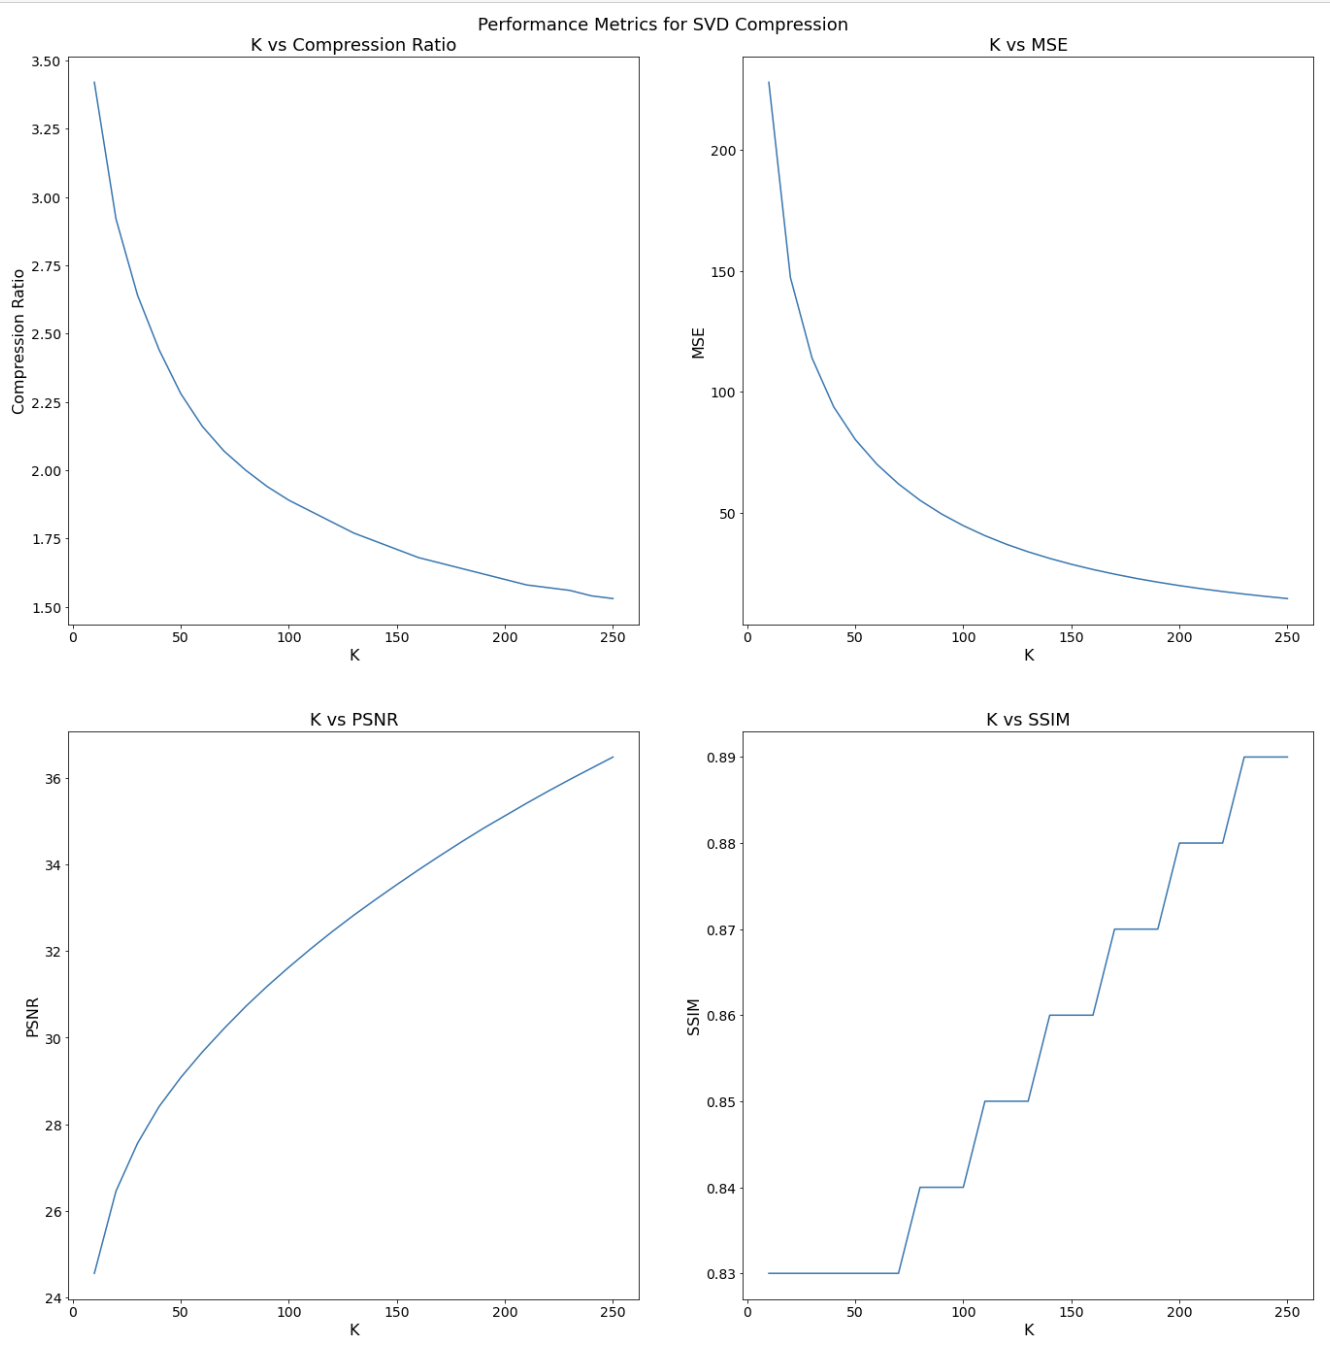 Performance Metrics for SVD Compression
K vs Compression Ratio
3.50
3.25
3.00
2.75
2.50
2.25
2.00
1.75
1.50
Compression Ratio
0 50 100 150 200 250
K
K vs MSE
200
150
100
50
MSE
0 50 100 150 200 250
K
K vs PSNR
36
34
32
30
28
26
24
PSNR
0 50 100 150 200 250
K
K vs SSIM
0.89
0.88
0.87
0.86
0.85
0.84
0.83
SSIM
0 50 100 150 200 250
K